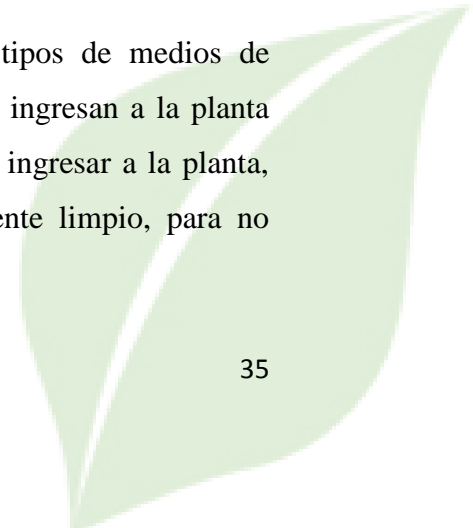 tipos de medios de
ingresan a la planta
ingresar a la planta,
ente limpio, para no
35